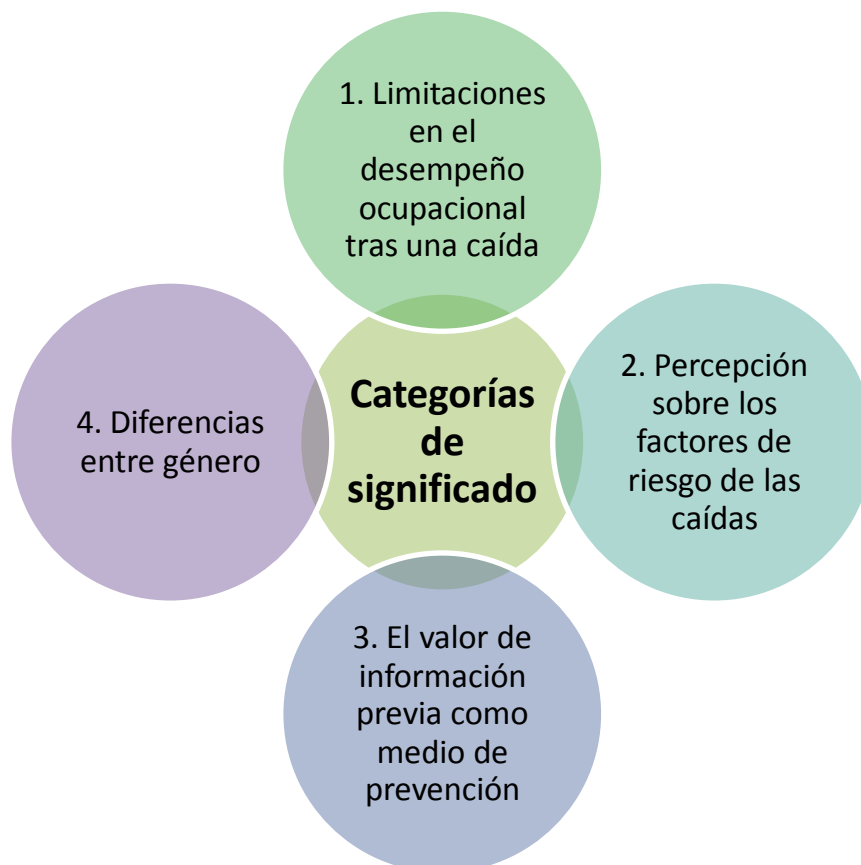 1. Limitaciones
en el
desempeño
ocupacional
tras una caída
4. Diferencias
entre género
Categorías
de
significado
2. Percepción
sobre los
factores de
riesgo de las
caídas
3. El valor de
información
previa como
medio de
prevención